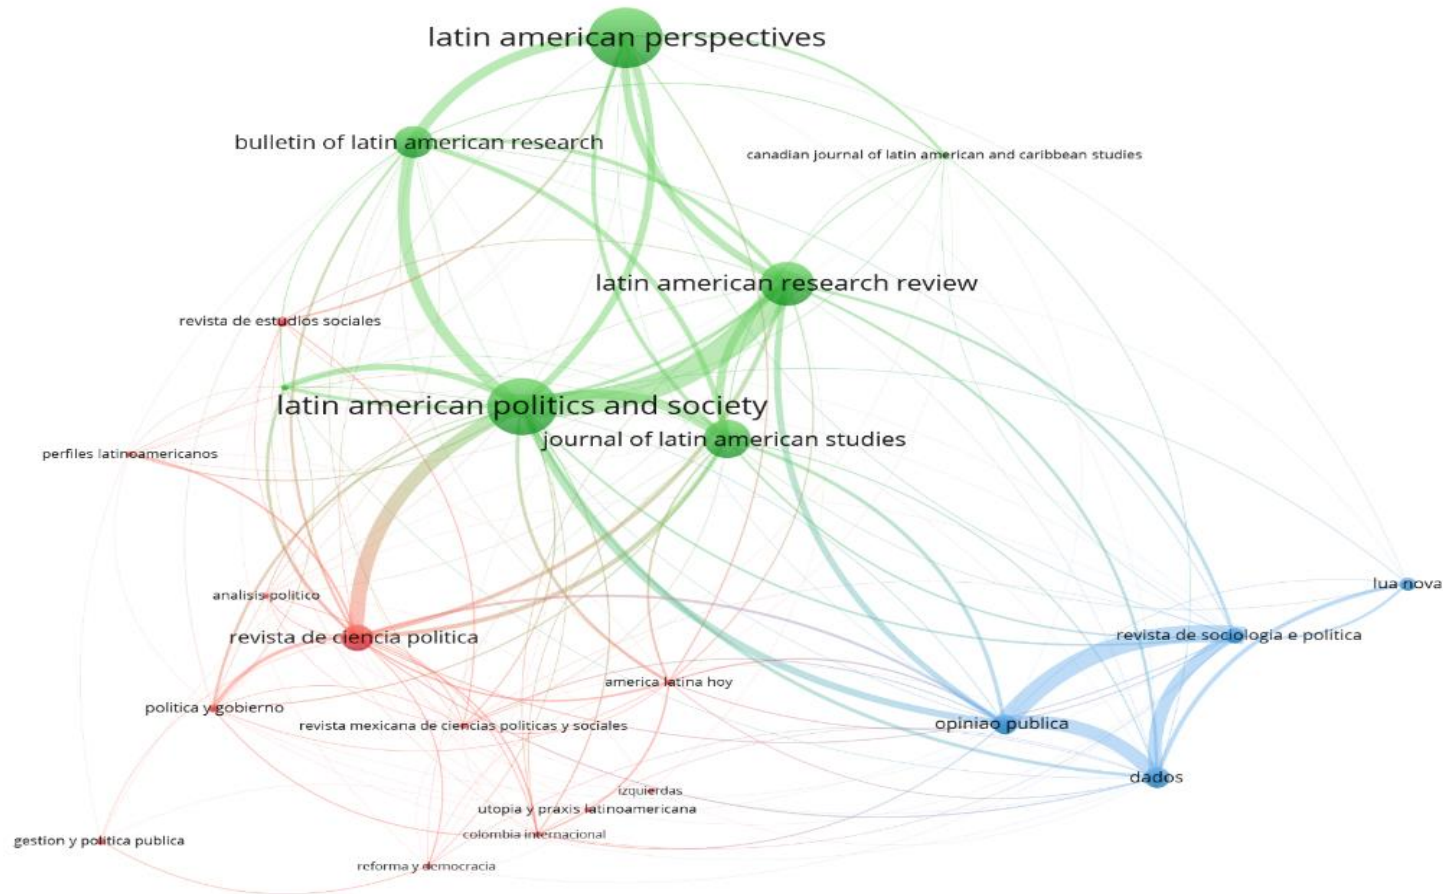 latin american perspectives
bulletin of latin american research
canadian journal of latin american and caribbean studies
latin american research review
revista de estudios sociales
latin american politics and society
journal of latin american studies
perfiles latinoamericanos
lua nova
analisis politico
revista de ciencia politica
revista de sociologia e politica
america latina hoy
politica y gobierno
revista mexicana de ciencias politicas y sociales
opiniao publica
dados
izquierdas
utopia y praxis latinoamericana
colombia internacional
gestion y politica publica
reforma y democracia